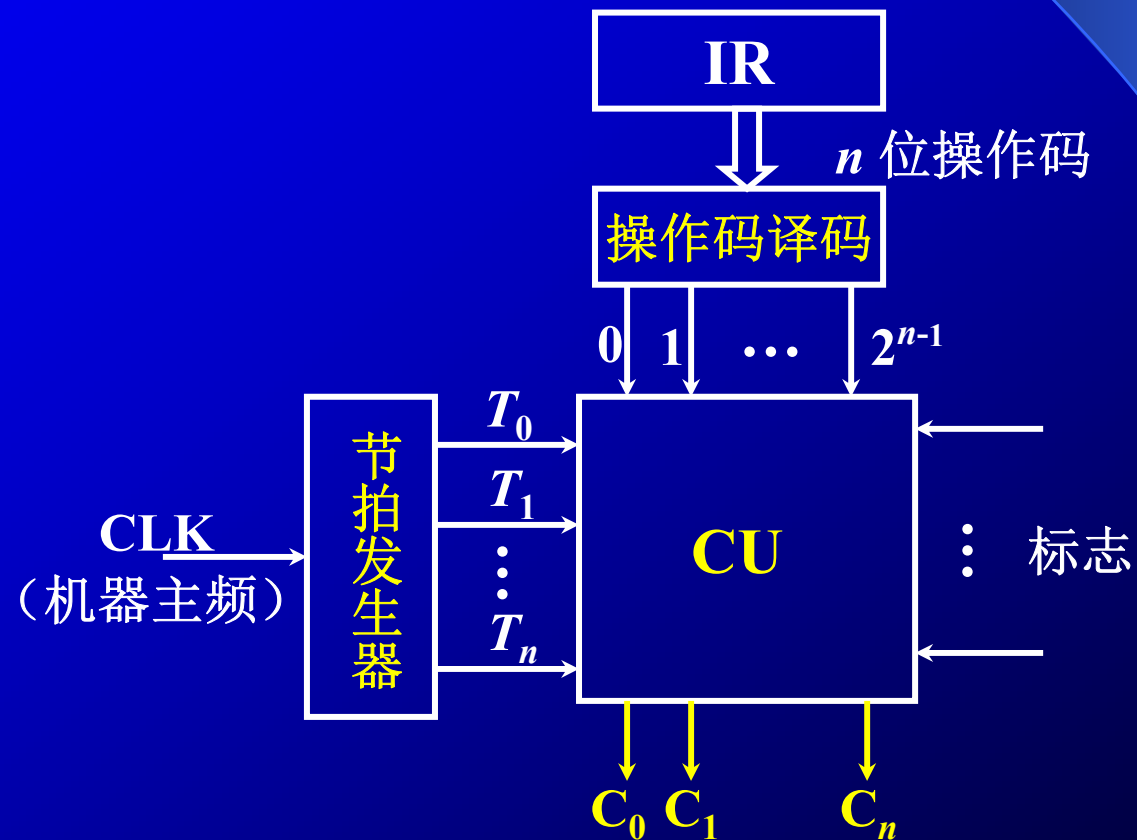 IR
n 位操作码
操作码译码
0 1 … 2ⁿ⁻¹
T₀
T₁
⋮
Tₙ
节拍发生器
CLK
（机器主频）
CU
⋮ 标志
C₀ C₁ Cₙ